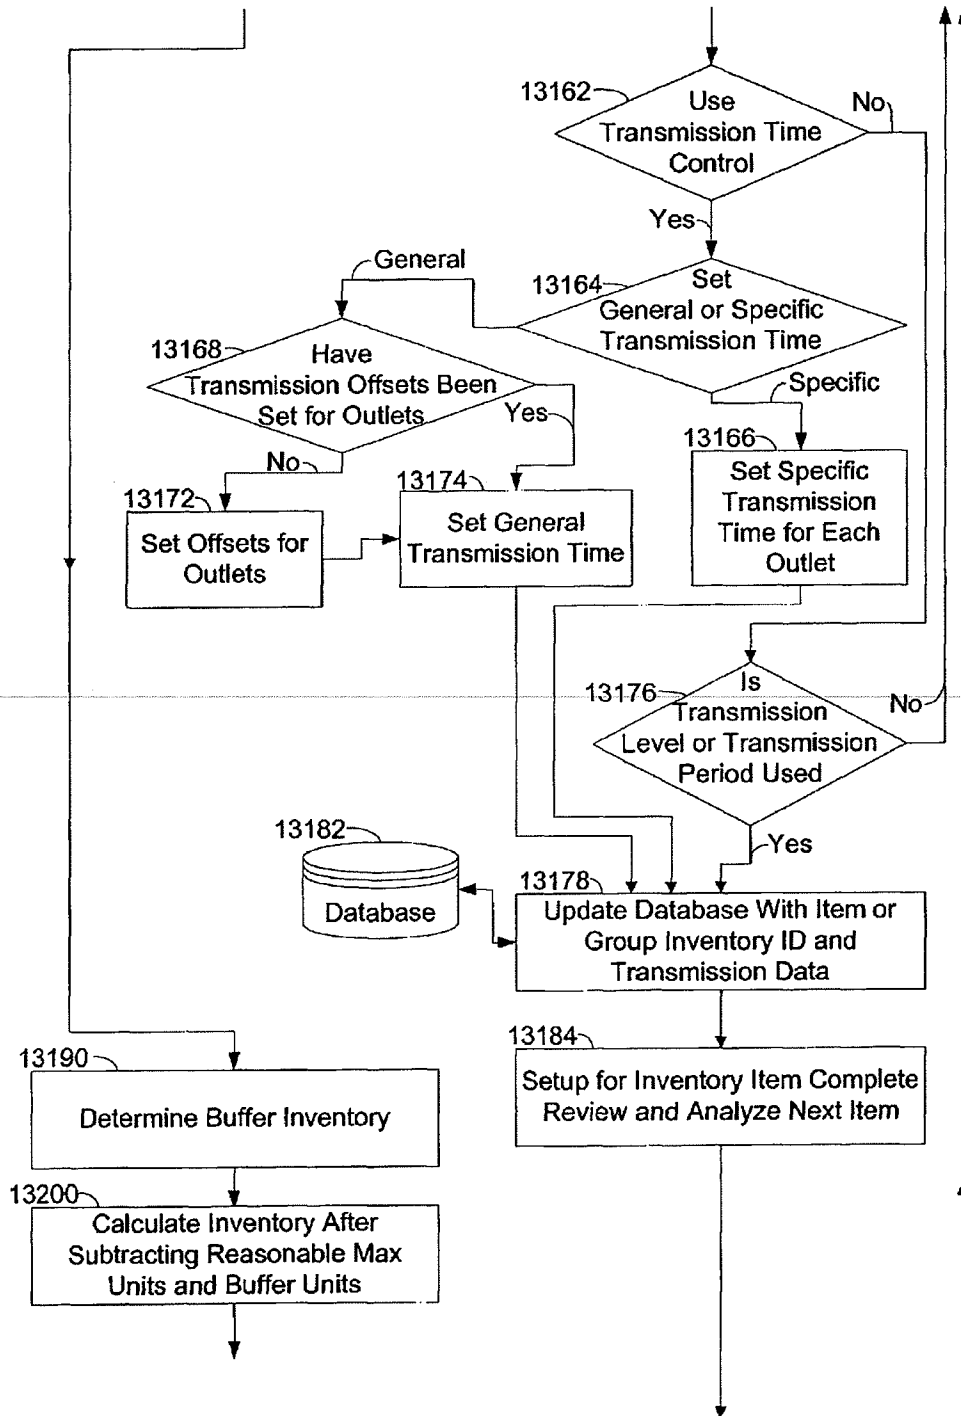 13162
Use
Transmission Time
Control
No
Yes
General
13164
Set
General or Specific
Transmission Time
13168
Have
Transmission Offsets Been
Set for Outlets
Yes
Specific
No
13166
Set Specific
Transmission
Time for Each
Outlet
13172
Set Offsets for
Outlets
13174
Set General
Transmission Time
13176
Is
Transmission
Level or Transmission
Period Used
No
Yes
13182
Database
13178
Update Database With Item or
Group Inventory ID and
Transmission Data
13184
Setup for Inventory Item Complete
Review and Analyze Next Item
13190
Determine Buffer Inventory
13200
Calculate Inventory After
Subtracting Reasonable Max
Units and Buffer Units